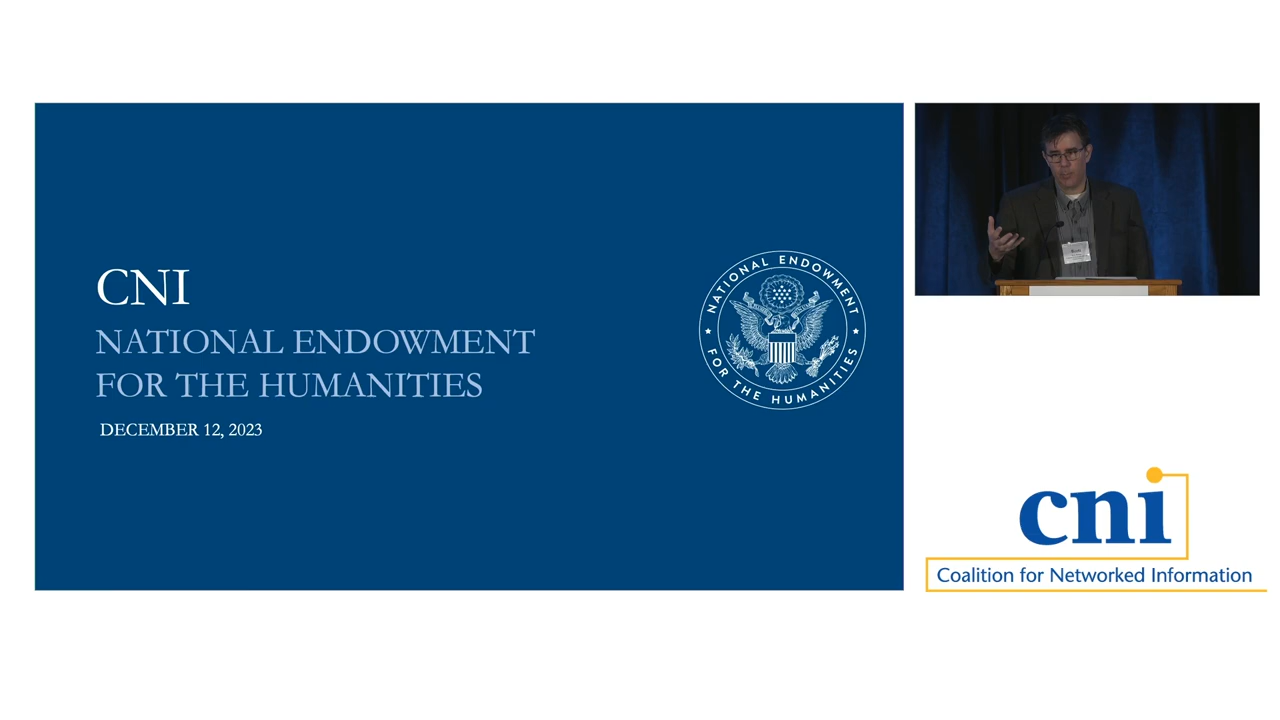 CNI
NATIONAL ENDOWMENT
FOR THE HUMANITIES
DECEMBER 12, 2023
NATIONAL ENDOWMENT
FOR THE HUMANITIES
cni
Coalition for Networked Information